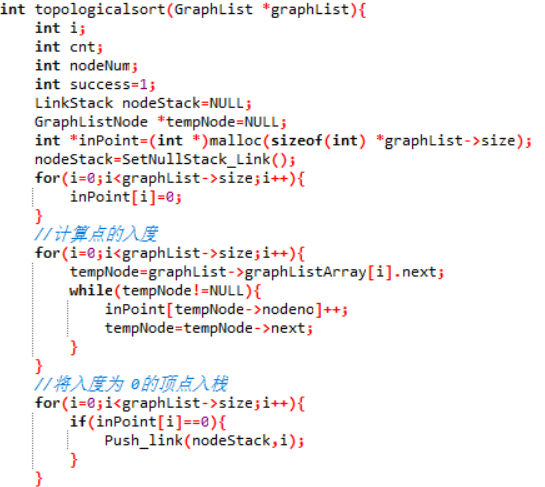 int topologicalsort(GraphList *graphList){
    int i;
    int cnt;
    int nodeNum;
    int success=1;
    LinkStack nodeStack=NULL;
    GraphListNode *tempNode=NULL;
    int *inPoint=(int *)malloc(sizeof(int) *graphList->size);
    nodeStack=SetNullStack_Link();
    for(i=0;i<graphList->size;i++){
        inPoint[i]=0;
    }
    //计算点的入度
    for(i=0;i<graphList->size;i++){
        tempNode=graphList->graphListArray[i].next;
        while(tempNode!=NULL){
            inPoint[tempNode->nodeno]++;
            tempNode=tempNode->next;
        }
    }
    //将入度为 0的顶点入栈
    for(i=0;i<graphList->size;i++){
        if(inPoint[i]==0){
            Push_link(nodeStack,i);
        }
    }